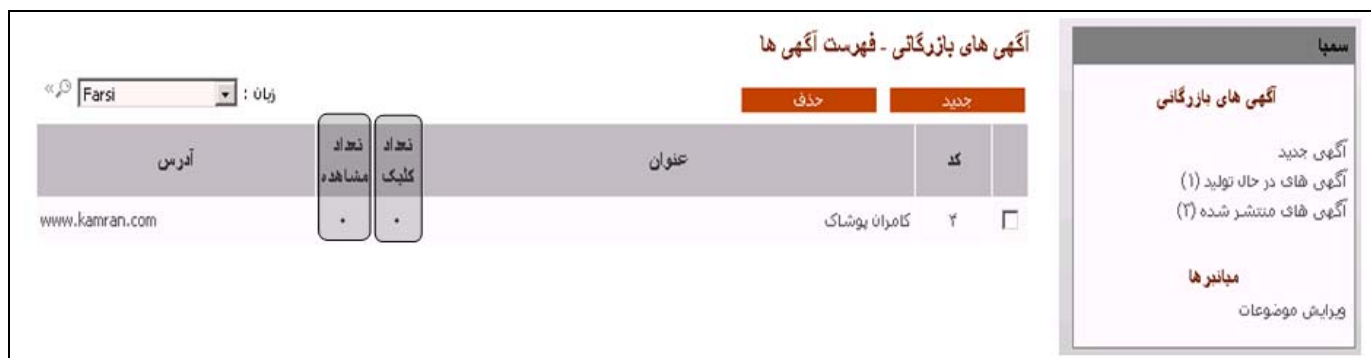 سمبا
آگهی های بازرگانی
آگهی جدید
آگهی های در حال تولید (۱)
آگهی های منتشر شده (۲)
میانبر ها
ویرایش موضوعات
آگهی های بازرگانی - فهرست آگهی ها
جدید حذف
زبان : Farsi »
کد عنوان تعداد کلیک تعداد مشاهده آدرس
۴ کامران پوشاک ۰ ۰ www.kamran.com